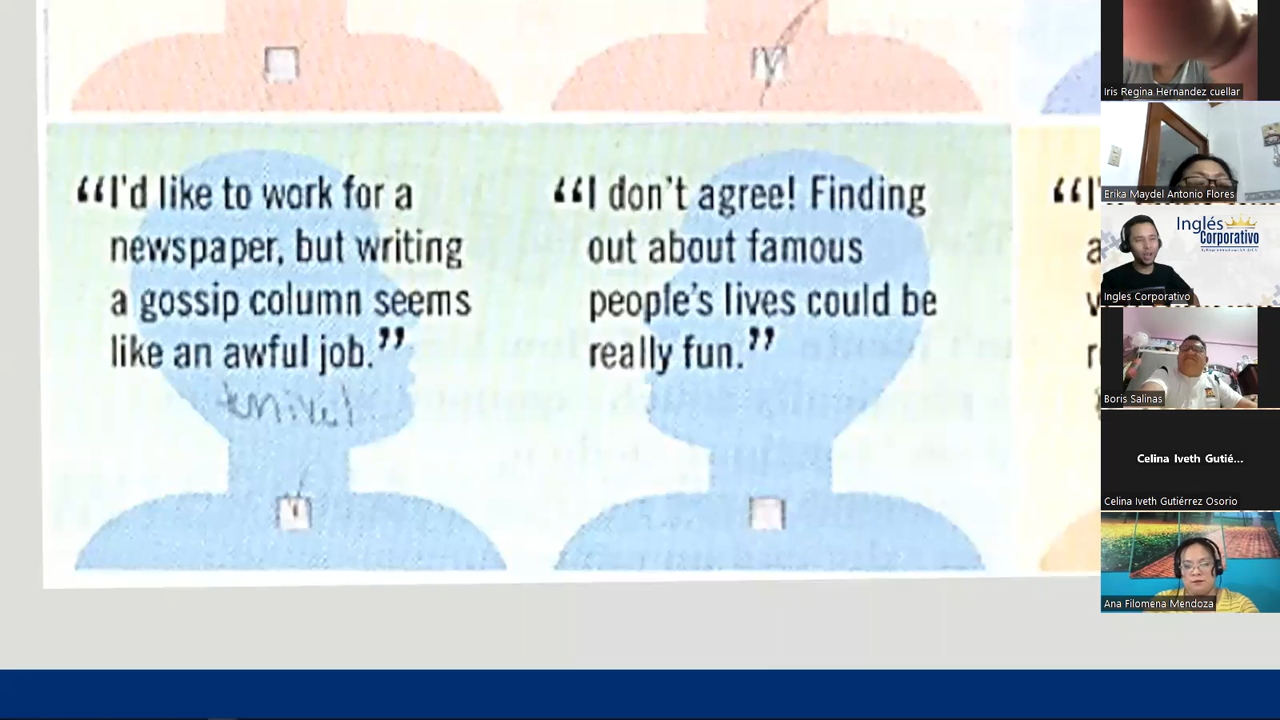 “I'd like to work for a
newspaper, but writing
a gossip column seems
like an awful job.”
“I don't agree! Finding
out about famous
people's lives could be
really fun.”
“I'
a
r
Iris Regina Hernandez cuellar
Erika Maydel Antonio Flores
Inglés
Corporativo
Ingles Corporativo
Boris Salinas
Celina Iveth Gutié...
Celina Iveth Gutiérrez Osorio
Ana Filomena Mendoza